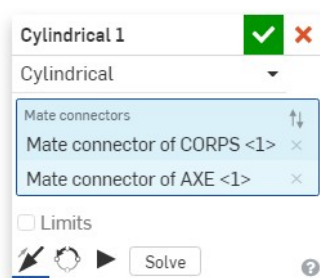 Cylindrical 1
Cylindrical
Mate connectors
Mate connector of CORPS <1>
Mate connector of AXE <1>
Limits
Solve